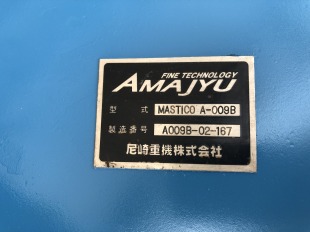 FINE TECHNOLOGY
AMAJYU
型 式 MASTICO A-009B
製造番号 A009B-02-167
尼崎重機株式会社